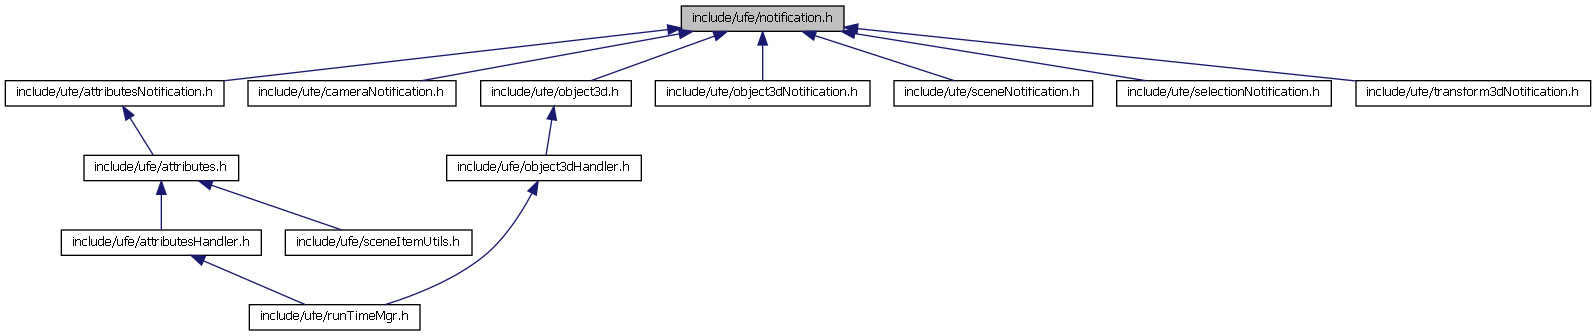 include/ufe/notification.h
include/ufe/attributesNotification.h
include/ufe/cameraNotification.h
include/ufe/object3d.h
include/ufe/object3dNotification.h
include/ufe/sceneNotification.h
include/ufe/selectionNotification.h
include/ufe/transform3dNotification.h
include/ufe/attributes.h
include/ufe/object3dHandler.h
include/ufe/attributesHandler.h
include/ufe/sceneItemUtils.h
include/ufe/runTimeMgr.h